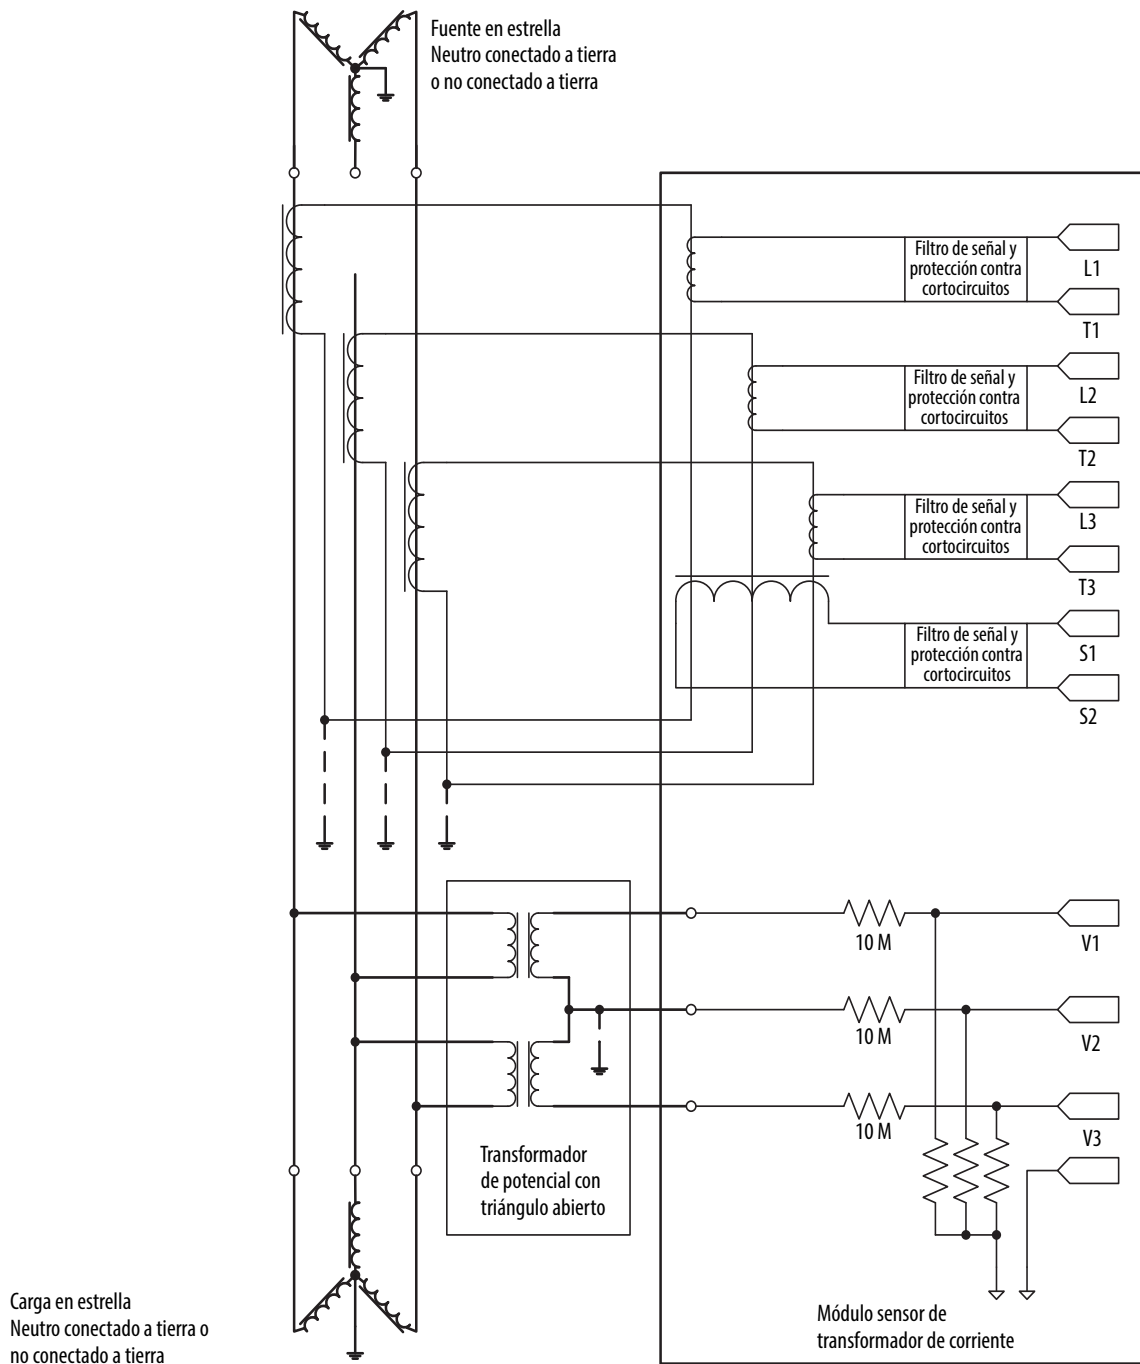 Fuente en estrella
Neutro conectado a tierra
o no conectado a tierra
Filtro de señal y
protección contra
cortocircuitos
L1
T1
Filtro de señal y
protección contra
cortocircuitos
L2
T2
Filtro de señal y
protección contra
cortocircuitos
L3
T3
Filtro de señal y
protección contra
cortocircuitos
S1
S2
10 M
V1
10 M
V2
10 M
V3
Transformador
de potencial con
triángulo abierto
Carga en estrella
Neutro conectado a tierra o
no conectado a tierra
Módulo sensor de
transformador de corriente